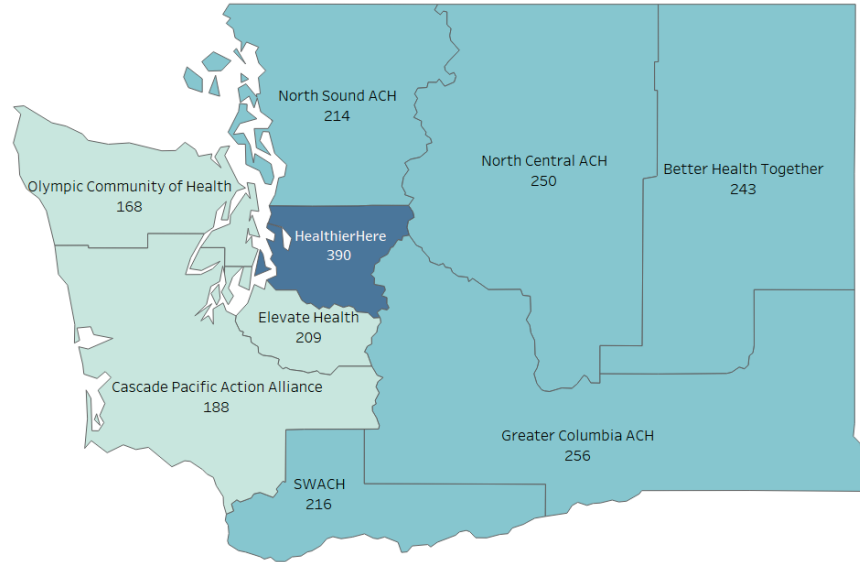 North Sound ACH
214
North Central ACH
250
Better Health Together
243
Olympic Community of Health
168
HealthierHere
390
Elevate Health
209
Cascade Pacific Action Alliance
188
Greater Columbia ACH
256
SWACH
216